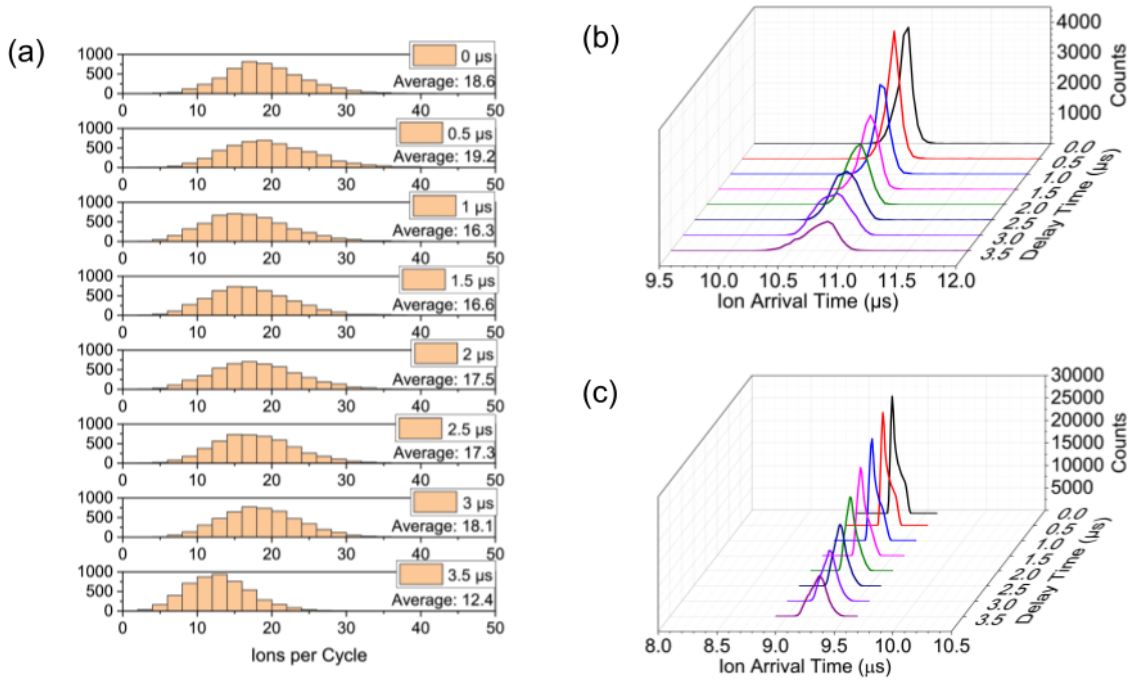 (a)
1000
500
0
0 μs
Average: 18.6
0 10 20 30 40 50
1000
500
0
0.5 μs
Average: 19.2
0 10 20 30 40 50
1000
500
0
1 μs
Average: 16.3
0 10 20 30 40 50
1000
500
0
1.5 μs
Average: 16.6
0 10 20 30 40 50
1000
500
0
2 μs
Average: 17.5
0 10 20 30 40 50
1000
500
0
2.5 μs
Average: 17.3
0 10 20 30 40 50
1000
500
0
3 μs
Average: 18.1
0 10 20 30 40 50
1000
500
0
3.5 μs
Average: 12.4
0 10 20 30 40 50
Ions per Cycle
(b)
4000
3000
2000
1000
Counts
0.0
0.5
1.0
1.5
2.0
2.5
3.0
3.5
Delay Time (μs)
9.5 10.0 10.5 11.0 11.5 12.0
Ion Arrival Time (μs)
(c)
30000
25000
20000
15000
10000
5000
Counts
0.0
0.5
1.0
1.5
2.0
2.5
3.0
3.5
Delay Time (μs)
8.0 8.5 9.0 9.5 10.0 10.5
Ion Arrival Time (μs)